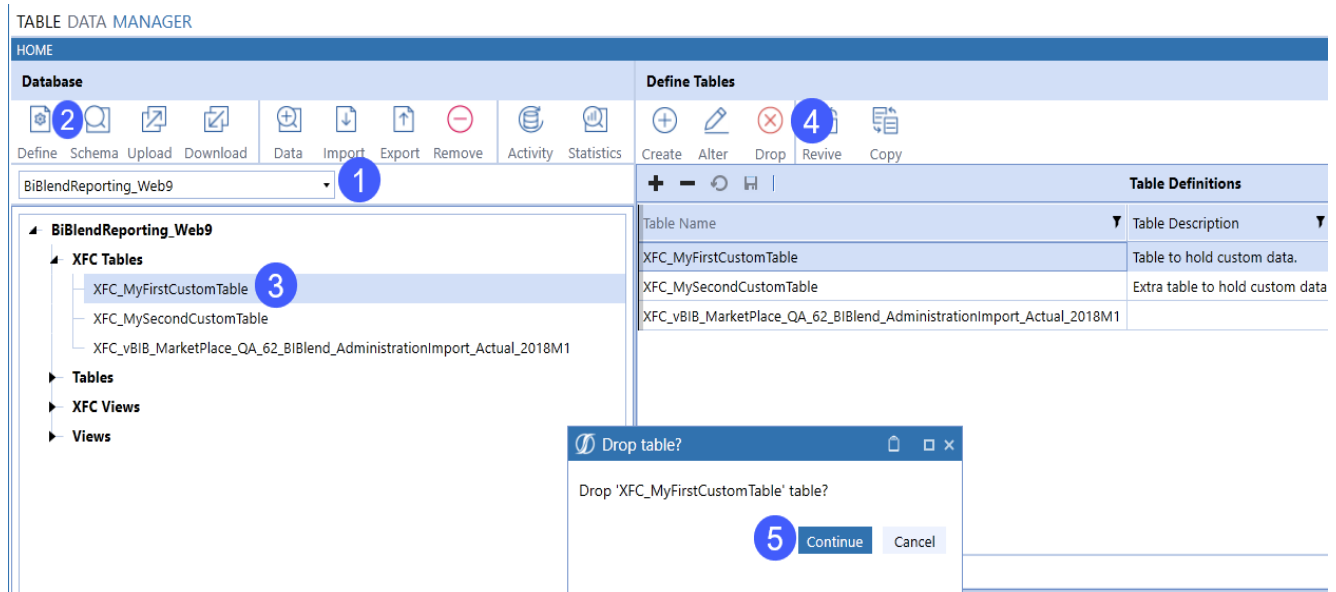 TABLE DATA MANAGER
HOME
Database
Define Tables
2
4
Define Schema Upload Download Data Import Export Remove Activity Statistics
Create Alter Drop Revive Copy
BiBlendReporting_Web9
1
Table Definitions
BiBlendReporting_Web9
XFC Tables
XFC_MyFirstCustomTable
3
XFC_MySecondCustomTable
XFC_vBIB_MarketPlace_QA_62_BIBlend_AdministrationImport_Actual_2018M1
Tables
XFC Views
Views
Table Name Table Description
XFC_MyFirstCustomTable Table to hold custom data.
XFC_MySecondCustomTable Extra table to hold custom data
XFC_vBIB_MarketPlace_QA_62_BIBlend_AdministrationImport_Actual_2018M1
Drop table?
Drop 'XFC_MyFirstCustomTable' table?
5
Continue Cancel